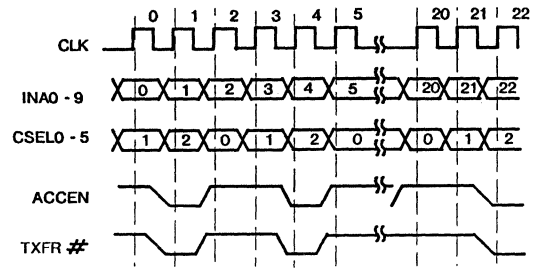 0 1 2 3 4 5 20 21 22
CLK
INA0 - 9 0 1 2 3 4 5 20 21 22
CSEL0 - 5 1 2 0 1 2 0 0 1 2
ACCEN
TXFR #